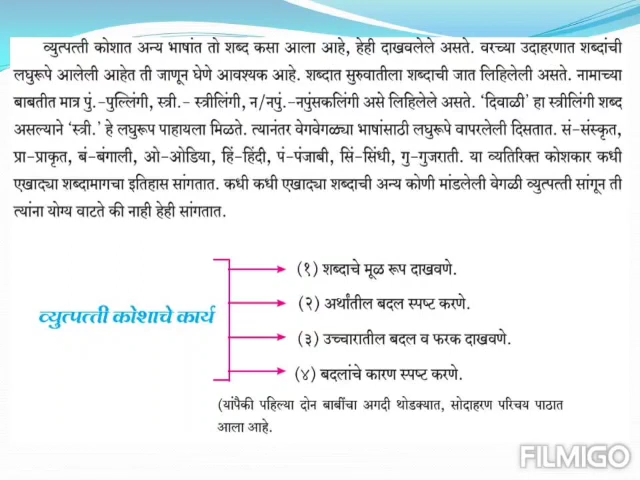 व्युत्पत्ती कोशात अन्य भाषांत तो शब्द कसा आला आहे, हेही दाखवलेले असते. वरच्या उदाहरणात शब्दांची
लघुरूपे आलेली आहेत ती जाणून घेणे आवश्यक आहे. शब्दात सुरुवातीला शब्दाची जात लिहिलेली असते. नामाच्या
बाबतीत मात्र पुं.-पुल्लिंगी, स्त्री.- स्त्रीलिंगी, न/नपुं.-नपुंसकलिंगी असे लिहिलेले असते. ‘दिवाळी’ हा स्त्रीलिंगी शब्द
असल्याने ‘स्त्री.’ हे लघुरूप पाहायला मिळते. त्यानंतर वेगवेगळ्या भाषांसाठी लघुरूपे वापरलेली दिसतात. सं-संस्कृत,
प्रा-प्राकृत, बं-बंगाली, ओ-ओडिया, हिं-हिंदी, पं-पंजाबी, सिं-सिंधी, गु-गुजराती. या व्यतिरिक्त कोशकार कधी
एखाद्या शब्दामागचा इतिहास सांगतात. कधी कधी एखाद्या शब्दाची अन्य कोणी मांडलेली वेगळी व्युत्पत्ती सांगून ती
त्यांना योग्य वाटते की नाही हेही सांगतात.
व्युत्पत्ती कोशाचे कार्य
(१) शब्दाचे मूळ रूप दाखवणे.
(२) अर्थांतील बदल स्पष्ट करणे.
(३) उच्चारातील बदल व फरक दाखवणे.
(४) बदलांचे कारण स्पष्ट करणे.
(यांपैकी पहिल्या दोन बाबींचा अगदी थोडक्यात, सोदाहरण परिचय पाठात
आला आहे.
FILMIGO